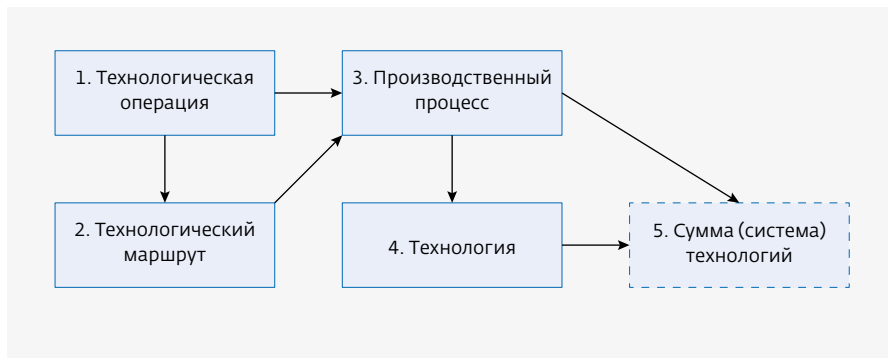 1. Технологическая
операция
2. Технологический
маршрут
3. Производственный
процесс
4. Технология
5. Сумма (система)
технологий